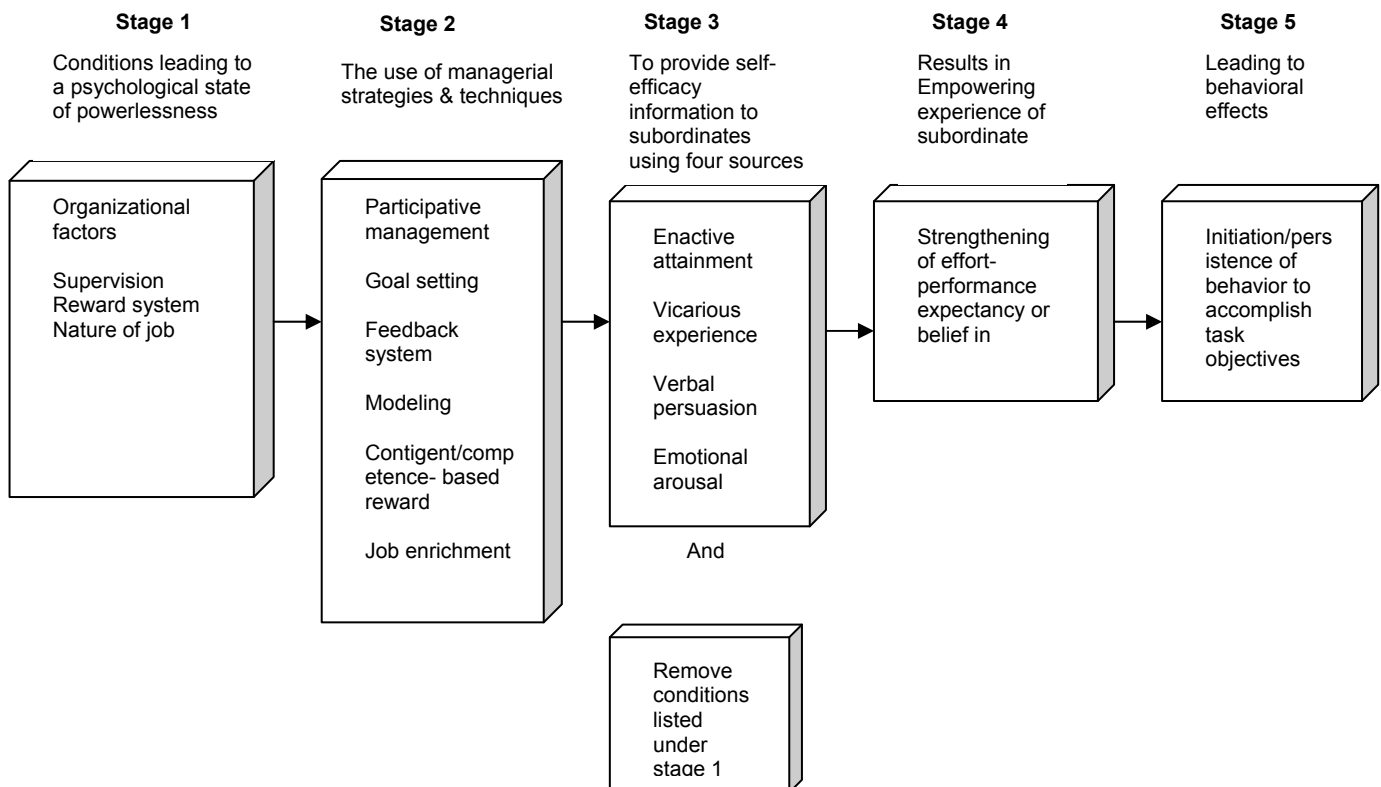 Stage 1
Conditions leading to
a psychological state
of powerlessness
Organizational
factors
Supervision
Reward system
Nature of job
Stage 2
The use of managerial
strategies & techniques
Participative
management
Goal setting
Feedback
system
Modeling
Contigent/comp
etence- based
reward
Job enrichment
Stage 3
To provide self-
efficacy
information to
subordinates
using four sources
Enactive
attainment
Vicarious
experience
Verbal
persuasion
Emotional
arousal
And
Remove
conditions
listed
under
stage 1
Stage 4
Results in
Empowering
experience of
subordinate
Strengthening
of effort-
performance
expectancy or
belief in
Stage 5
Leading to
behavioral
effects
Initiation/pers
istence of
behavior to
accomplish
task
objectives